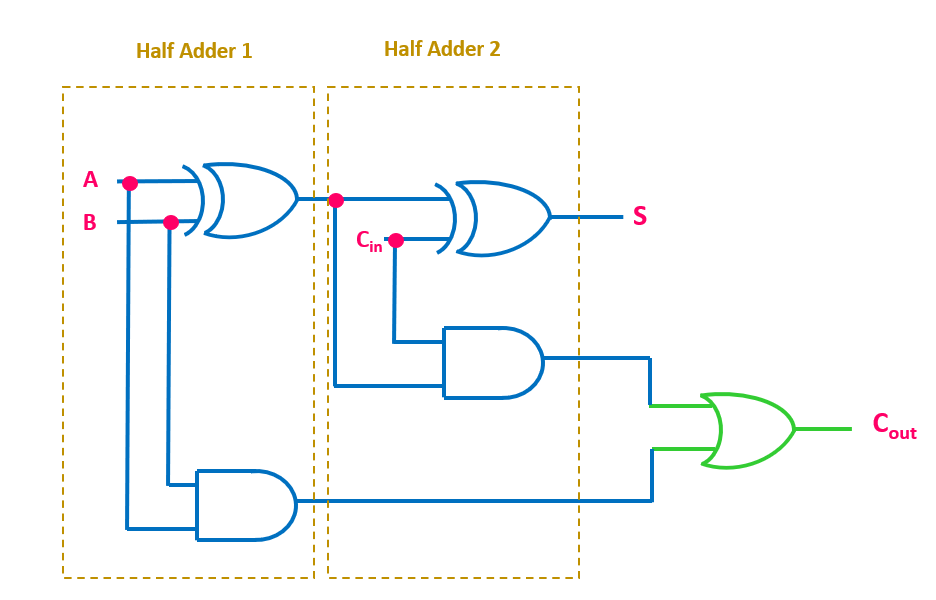 Half Adder 1
Half Adder 2
A
B
Cin
S
Cout